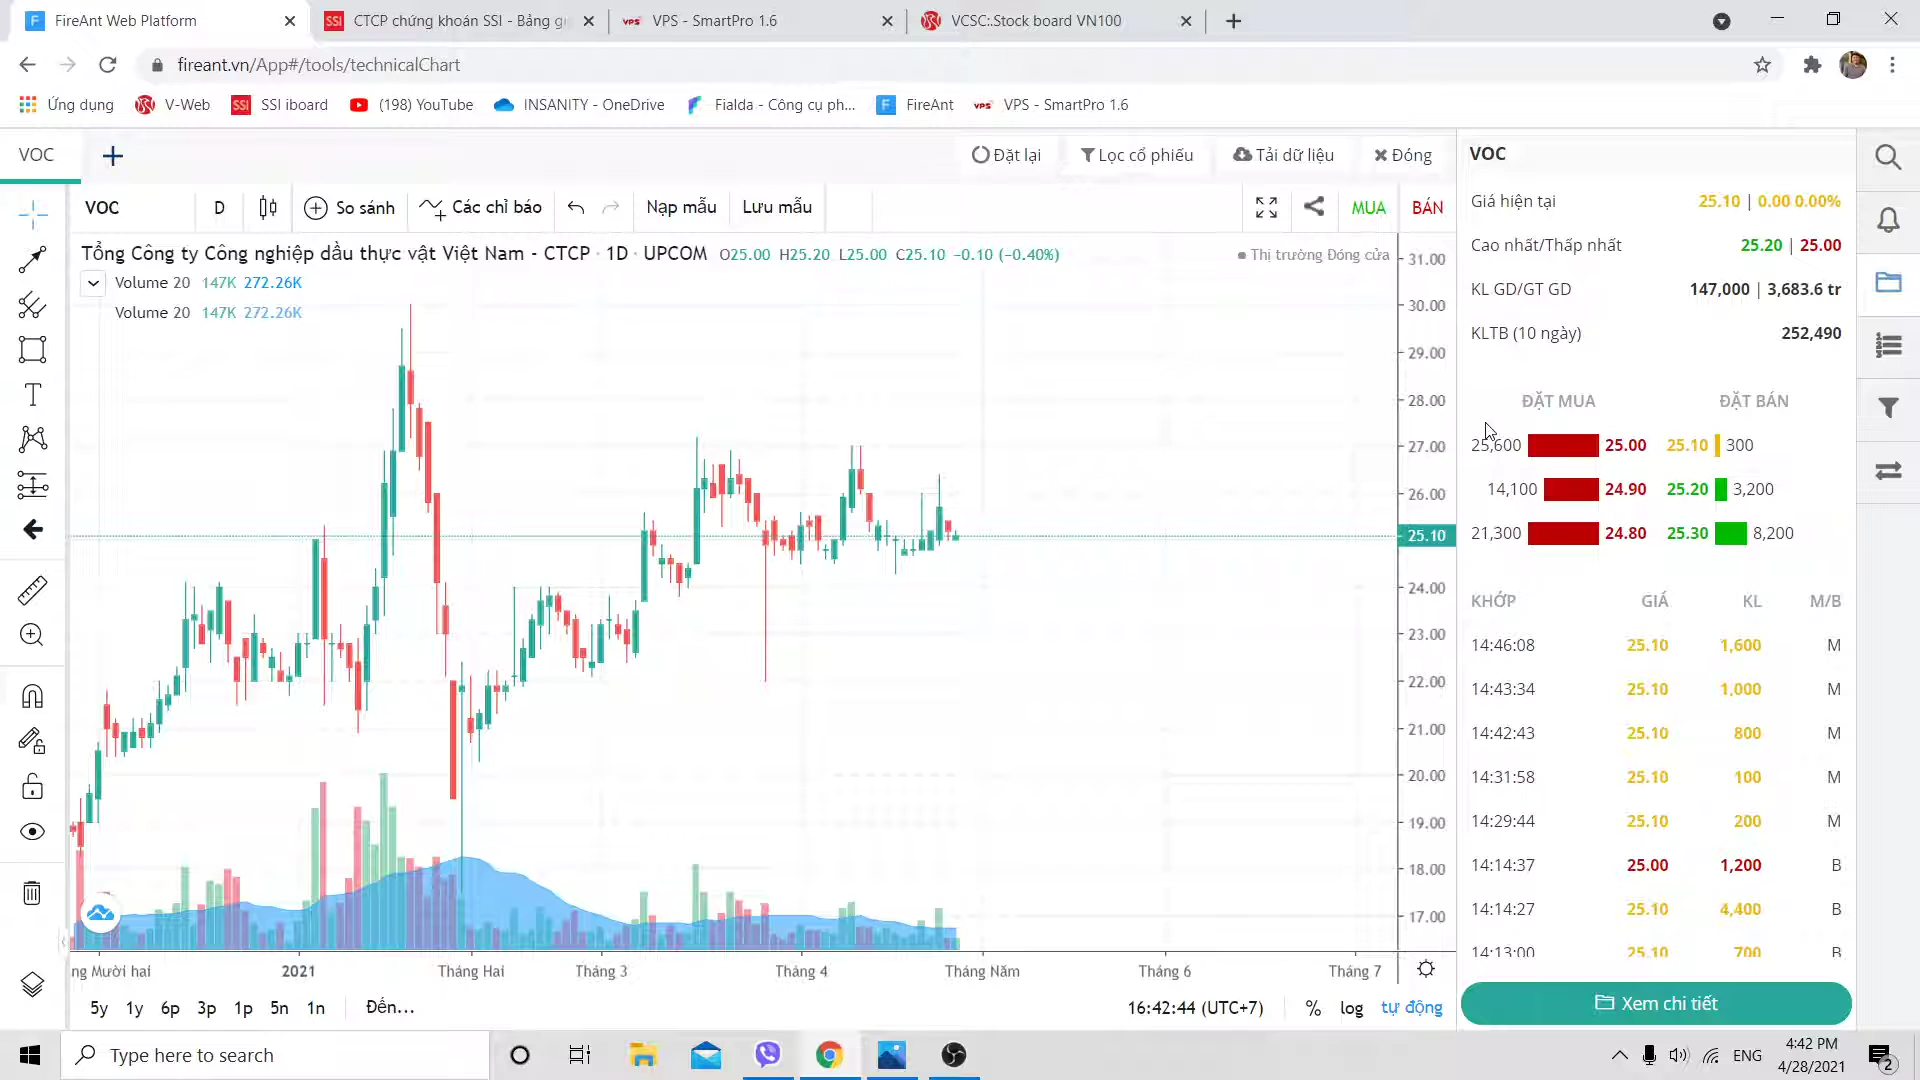 FireAnt Web Platform
CTCP chứng khoán SSI - Bảng g
VPS - SmartPro 1.6
VCSC:.Stock board VN100
fireant.vn/App#/tools/technicalChart
Ứng dụng
V-Web
SSI iboard
(198) YouTube
INSANITY - OneDrive
Fialda - Công cụ ph...
FireAnt
VPS - SmartPro 1.6
VOC
Đặt lại
Lọc cổ phiếu
Tải dữ liệu
Đóng
VOC
D
So sánh
Các chỉ báo
Nạp mẫu
Lưu mẫu
MUA
BÁN
Tổng Công ty Công nghiệp dầu thực vật Việt Nam - CTCP · 1D · UPCOM O25.00 H25.20 L25.00 C25.10 -0.10 (-0.40%)
Thị trường Đóng cửa
Volume 20 147K 272.26K
Volume 20 147K 272.26K
31.00
30.00
29.00
28.00
27.00
26.00
25.10
24.00
23.00
22.00
21.00
20.00
19.00
18.00
17.00
ng Mười hai
2021
Tháng Hai
Tháng 3
Tháng 4
Tháng Năm
Tháng 6
Tháng 7
5y 1y 6p 3p 1p 5n 1n
Đến...
16:42:44 (UTC+7)
%
log
tự động
VOC
Giá hiện tại 25.10 | 0.00 0.00%
Cao nhất/Thấp nhất 25.20 | 25.00
KL GD/GT GD 147,000 | 3,683.6 tr
KLTB (10 ngày) 252,490
ĐẶT MUA ĐẶT BÁN
25,600 25.00 25.10 300
14,100 24.90 25.20 3,200
21,300 24.80 25.30 8,200
KHỚP GIÁ KL M/B
14:46:08 25.10 1,600 M
14:43:34 25.10 1,000 M
14:42:43 25.10 800 M
14:31:58 25.10 100 M
14:29:44 25.10 200 M
14:14:37 25.00 1,200 B
14:14:27 25.10 4,400 B
14:13:00 25.10 700 B
Xem chi tiết
Type here to search
ENG
4:42 PM
4/28/2021
2